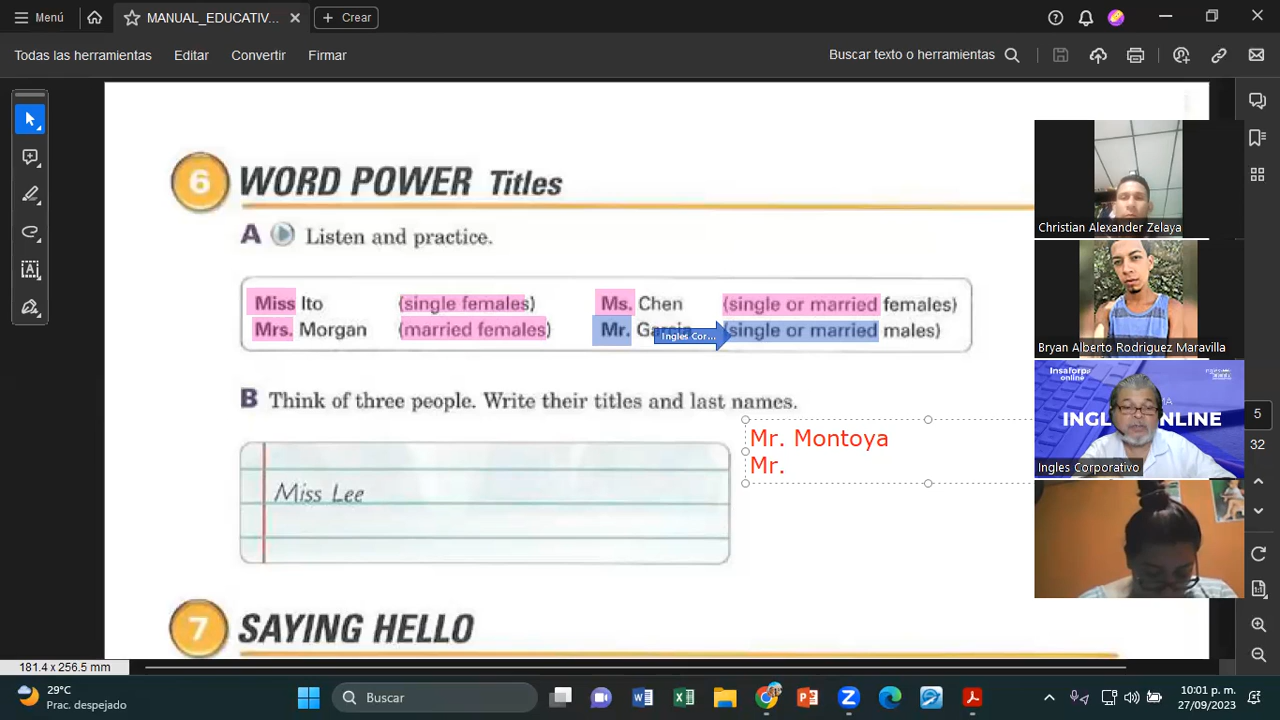 Menú
MANUAL_EDUCATIV...
Crear
Todas las herramientas
Editar
Convertir
Firmar
Buscar texto o herramientas
6 WORD POWER Titles
A Listen and practice.
Miss Ito (single females) Ms. Chen (single or married females)
Mrs. Morgan (married females) Mr. Garcia (single or married males)
Ingles Cor...
B Think of three people. Write their titles and last names.
Mr. Montoya
Mr.
Miss Lee
7 SAYING HELLO
Christian Alexander Zelaya
Bryan Alberto Rodriguez Maravilla
Insaforp
online
Ingles Corporativo
5
32
181.4 x 256.5 mm
29°C
Prac. despejado
Buscar
10:01 p. m.
27/09/2023